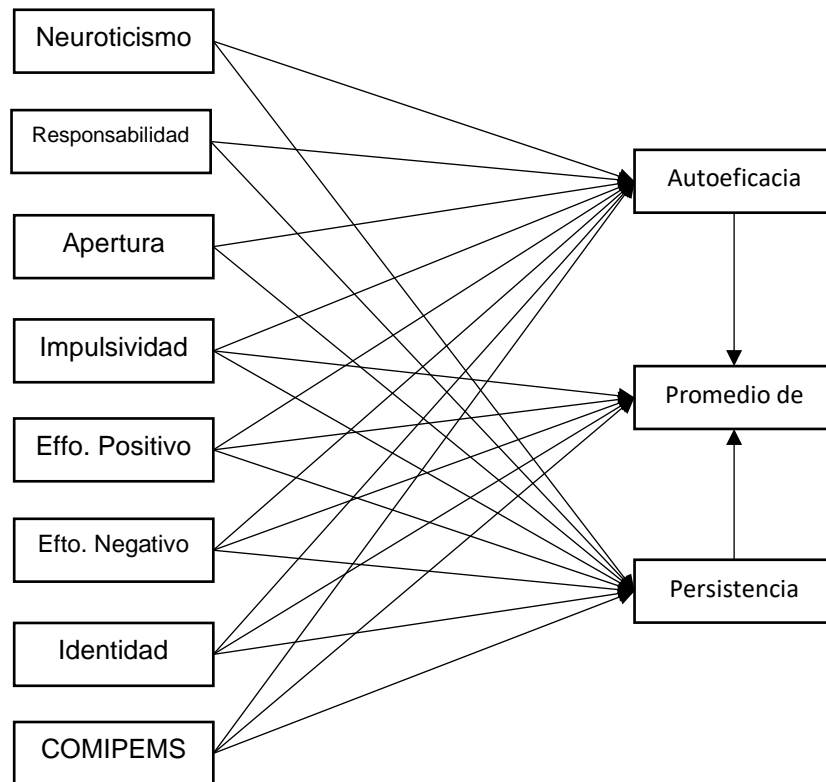 Neuroticismo
Responsabilidad
Apertura
Impulsividad
Effo. Positivo
Efto. Negativo
Identidad
COMIPEMS
Autoeficacia
Promedio de
Persistencia